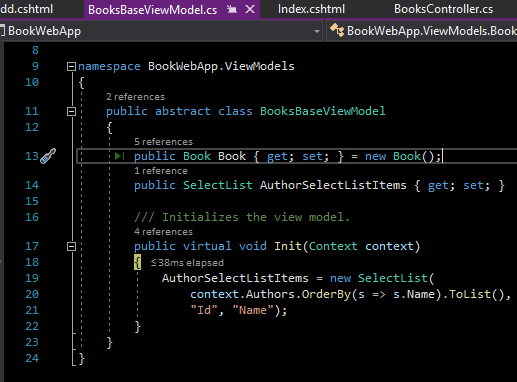 dd.cshtml BooksBaseViewModel.cs Index.cshtml BooksController.cs
BookWebApp BookWebApp.ViewModels.Book
8
9 namespace BookWebApp.ViewModels
10 {
2 references
11 public abstract class BooksBaseViewModel
12 {
5 references
13 public Book Book { get; set; } = new Book();
1 reference
14 public SelectList AuthorSelectListItems { get; set; }
15
16 /// Initializes the view model.
4 references
17 public virtual void Init(Context context)
18 { ≤38ms elapsed
19 AuthorSelectListItems = new SelectList(
20 context.Authors.OrderBy(s => s.Name).ToList(),
21 "Id", "Name");
22 }
23 }
24 }